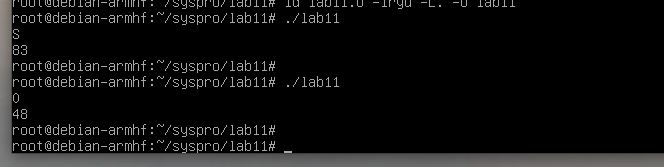 root@debian-armhf:~/syspro/lab11# ld lab11.o -lryu -L. -o lab11
root@debian-armhf:~/syspro/lab11# ./lab11
S
83
root@debian-armhf:~/syspro/lab11#
root@debian-armhf:~/syspro/lab11# ./lab11
0
48
root@debian-armhf:~/syspro/lab11#
root@debian-armhf:~/syspro/lab11# _